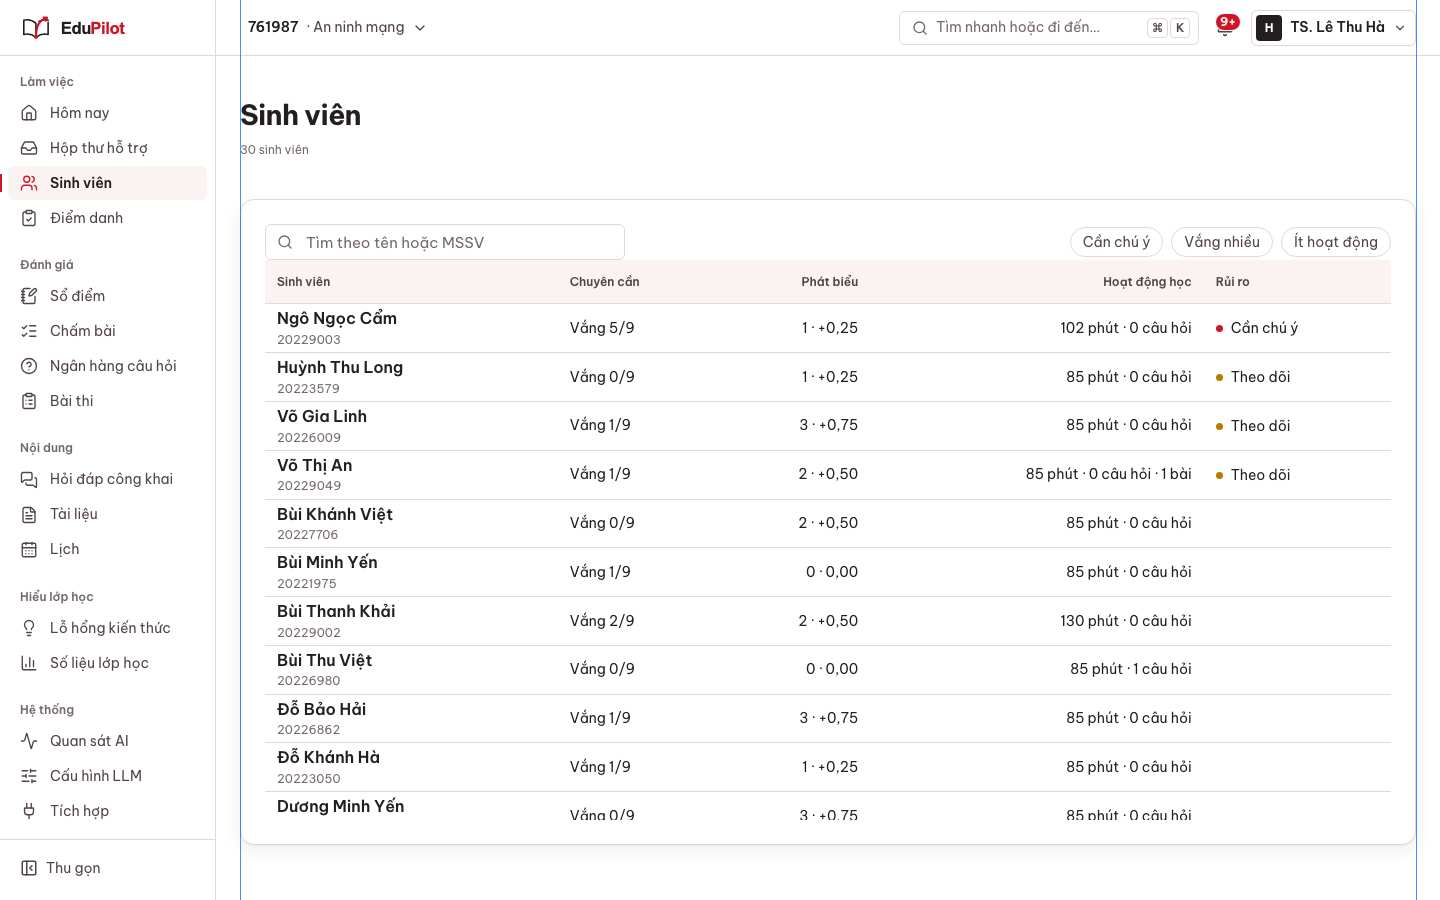 EduPilot
761987 · An ninh mạng
Tìm nhanh hoặc đi đến...
⌘ K
9+
H
TS. Lê Thu Hà
Làm việc
Hôm nay
Hộp thư hỗ trợ
Sinh viên
Điểm danh
Đánh giá
Sổ điểm
Chấm bài
Ngân hàng câu hỏi
Bài thi
Nội dung
Hỏi đáp công khai
Tài liệu
Lịch
Hiểu lớp học
Lỗ hổng kiến thức
Số liệu lớp học
Hệ thống
Quan sát AI
Cấu hình LLM
Tích hợp
Thu gọn
Sinh viên
30 sinh viên
Tìm theo tên hoặc MSSV
Cần chú ý
Vắng nhiều
Ít hoạt động
Sinh viên Chuyên cần Phát biểu Hoạt động học Rủi ro
Ngô Ngọc Cẩm
20229003
Vắng 5/9 1 · +0,25 102 phút · 0 câu hỏi Cần chú ý
Huỳnh Thu Long
20223579
Vắng 0/9 1 · +0,25 85 phút · 0 câu hỏi Theo dõi
Võ Gia Linh
20226009
Vắng 1/9 3 · +0,75 85 phút · 0 câu hỏi Theo dõi
Võ Thị An
20229049
Vắng 1/9 2 · +0,50 85 phút · 0 câu hỏi · 1 bài Theo dõi
Bùi Khánh Việt
20227706
Vắng 0/9 2 · +0,50 85 phút · 0 câu hỏi
Bùi Minh Yến
20221975
Vắng 1/9 0 · 0,00 85 phút · 0 câu hỏi
Bùi Thanh Khải
20229002
Vắng 2/9 2 · +0,50 130 phút · 0 câu hỏi
Bùi Thu Việt
20226980
Vắng 0/9 0 · 0,00 85 phút · 1 câu hỏi
Đỗ Bảo Hải
20226862
Vắng 1/9 3 · +0,75 85 phút · 0 câu hỏi
Đỗ Khánh Hà
20223050
Vắng 1/9 1 · +0,25 85 phút · 0 câu hỏi
Dương Minh Yến
Vắng 0/9 3 · +0,75 85 phút · 0 câu hỏi